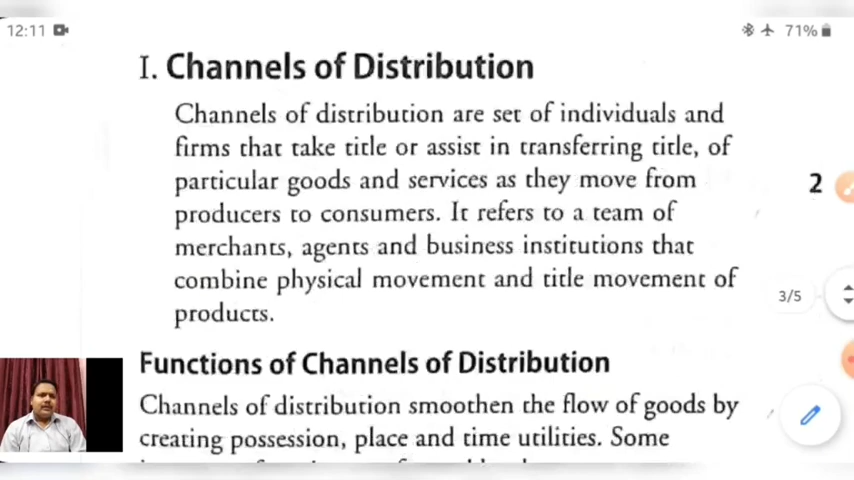 12:11
71%
I. Channels of Distribution
Channels of distribution are set of individuals and
firms that take title or assist in transferring title, of
particular goods and services as they move from
producers to consumers. It refers to a team of
merchants, agents and business institutions that
combine physical movement and title movement of
products.
2
3/5
Functions of Channels of Distribution
Channels of distribution smoothen the flow of goods by
creating possession, place and time utilities. Some